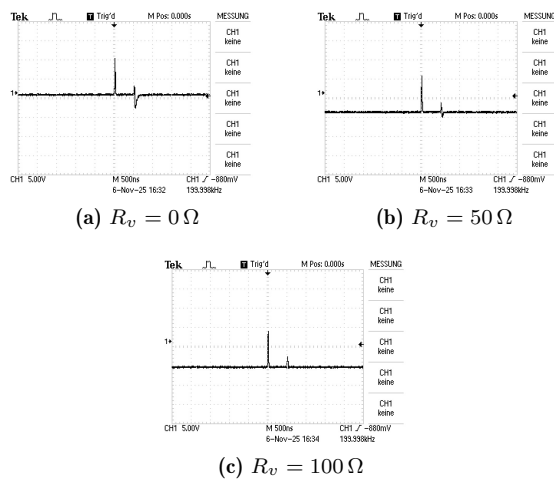 Tek Trig'd M Pos: 0.000s MESSUNG
CH1
keine
CH1
keine
1 CH1
keine
CH1
keine
CH1
keine
CH1 5.00V M 500ns CH1 -880mV
6-Nov-25 16:32 199.998kHz
(a) R_v = 0 Ω
Tek T Trig'd M Pos: 0.000s MESSUNG
CH1
keine
CH1
keine
1 CH1
keine
CH1
keine
CH1
keine
CH1 5.00V M 500ns CH1 -880mV
6-Nov-25 16:33 199.998kHz
(b) R_v = 50 Ω
Tek T Trig'd M Pos: 0.000s MESSUNG
CH1
keine
CH1
keine
1 CH1
keine
CH1
keine
CH1
keine
CH1 5.00V M 500ns CH1 -880mV
6-Nov-25 16:34 199.998kHz
(c) R_v = 100 Ω